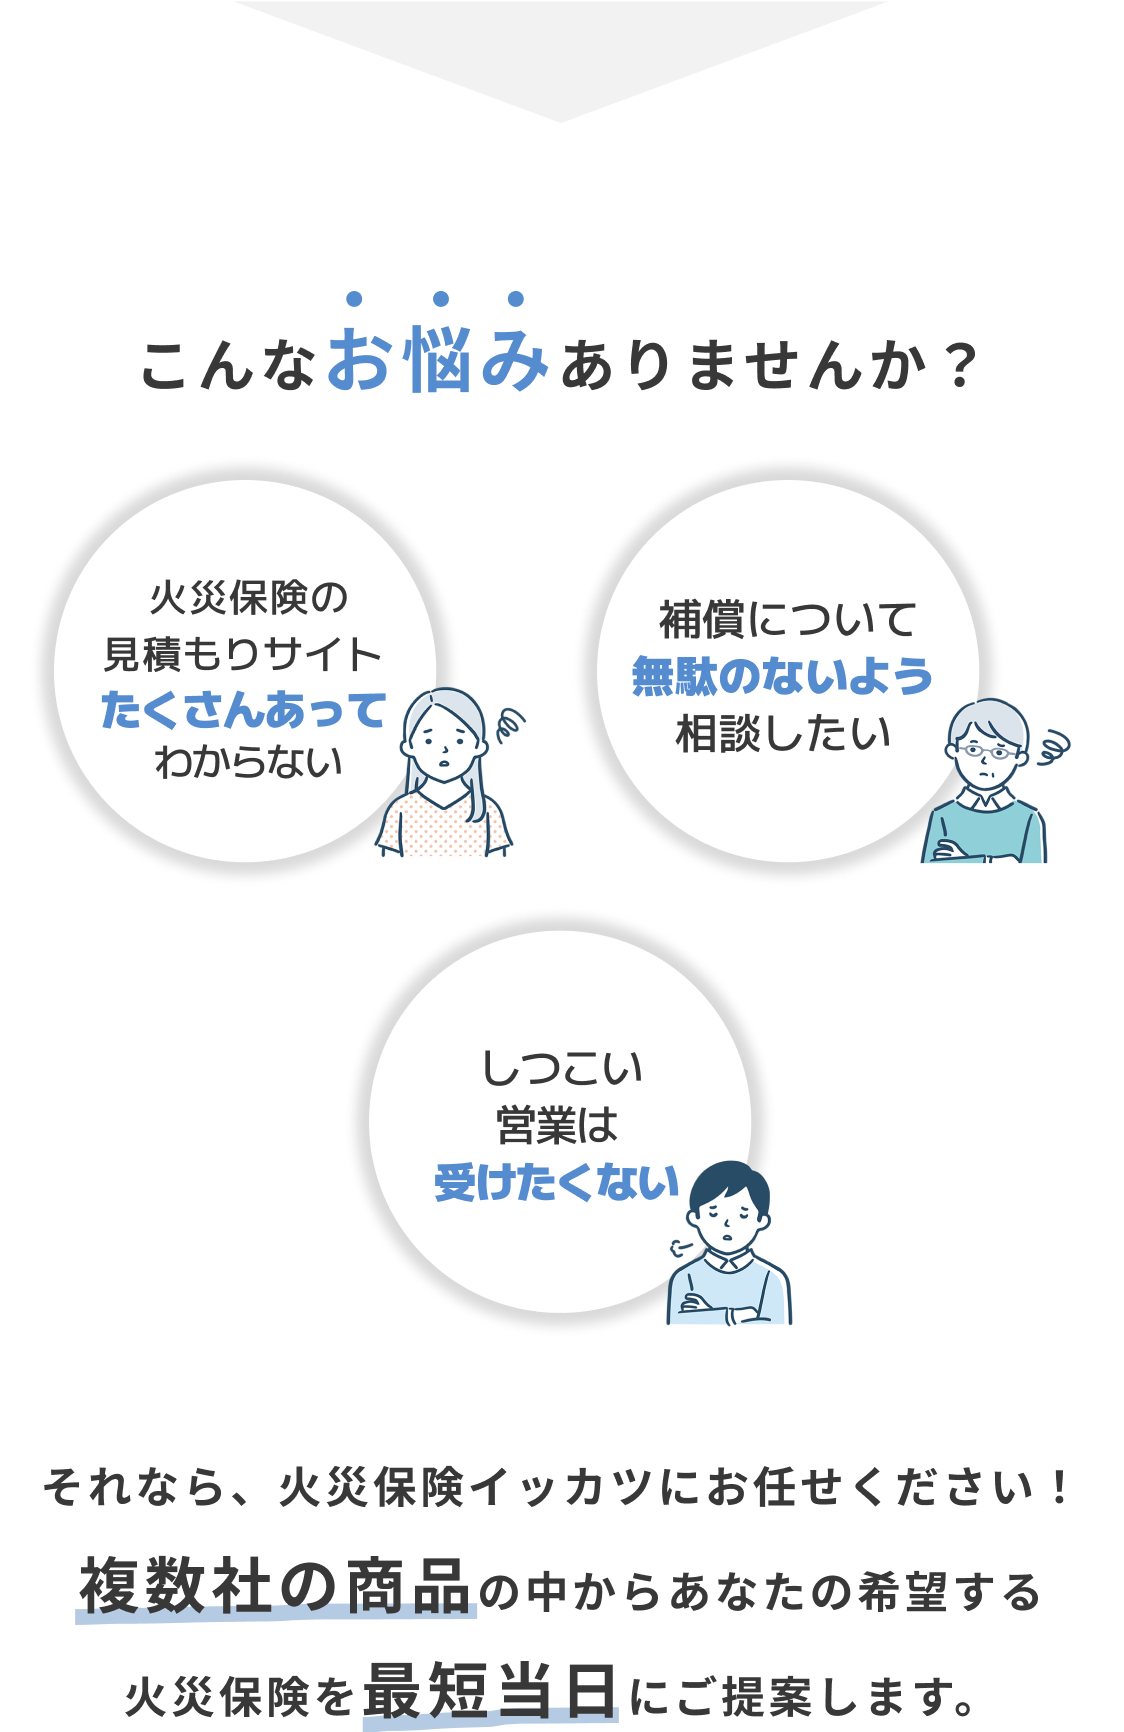 こんなお悩みありませんか？
火災保険の
見積もりサイト
たくさんあって
わからない
補償について
無駄のないよう
相談したい
しつこい
営業は
受けたくない
それなら、火災保険イッカツにお任せください！
複数社の商品の中からあなたの希望する
火災保険を最短当日にご提案します。